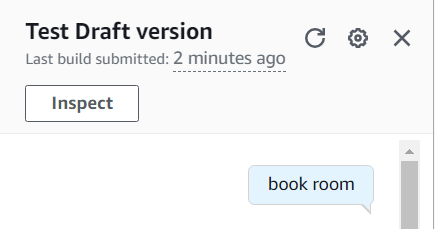 Test Draft version
Last build submitted: 2 minutes ago
Inspect
book room